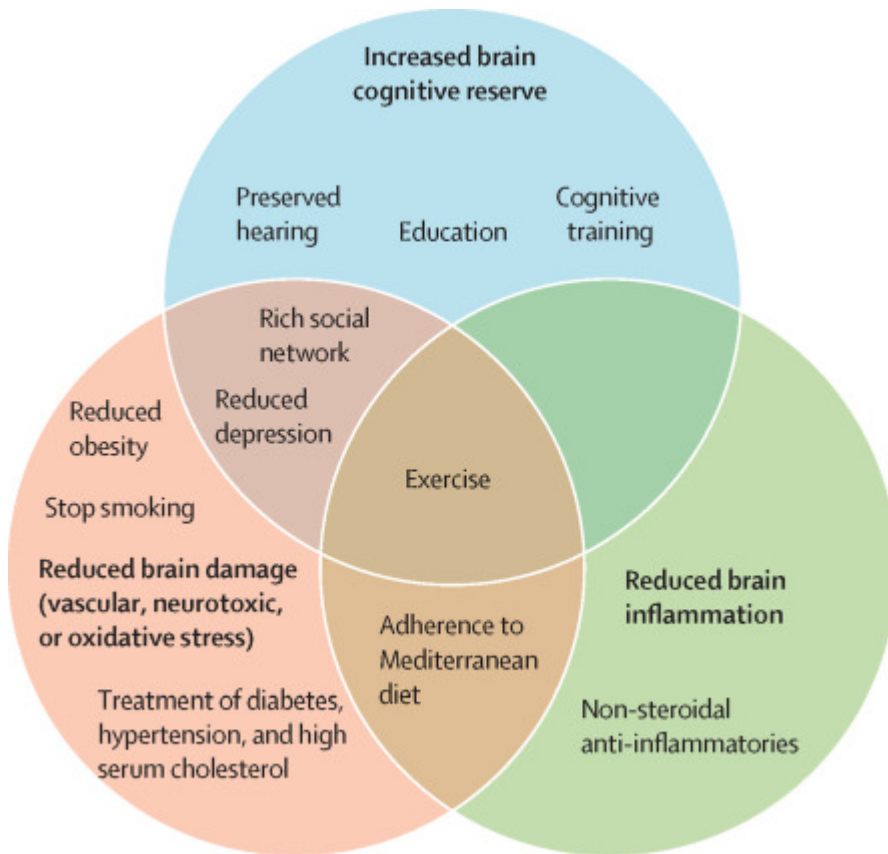 Increased brain
cognitive reserve
Preserved
hearing
Education
Cognitive
training
Rich social
network
Reduced
depression
Reduced
obesity
Stop smoking
Exercise
Reduced brain damage
(vascular, neurotoxic,
or oxidative stress)
Reduced brain
inflammation
Adherence to
Mediterranean
diet
Treatment of diabetes,
hypertension, and high
serum cholesterol
Non-steroidal
anti-inflammatories